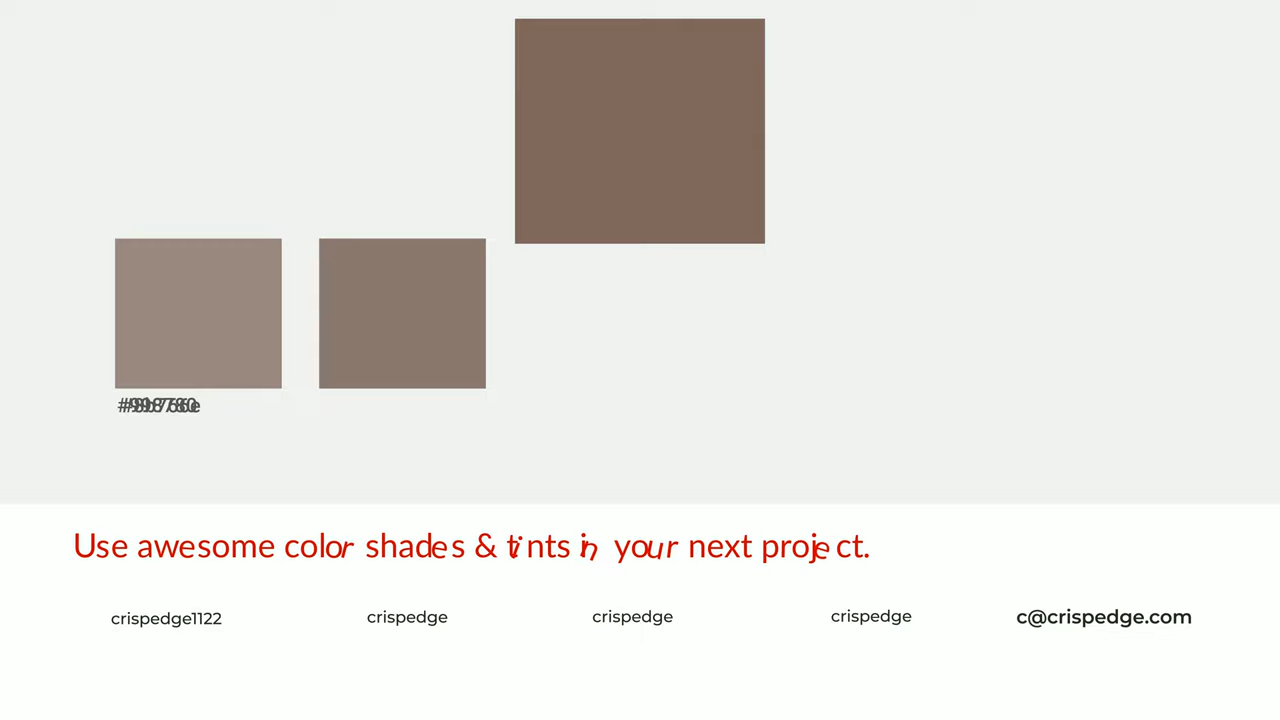 Use awesome color shades & tints in your next project.
crispedge1122 crispedge crispedge crispedge c@crispedge.com